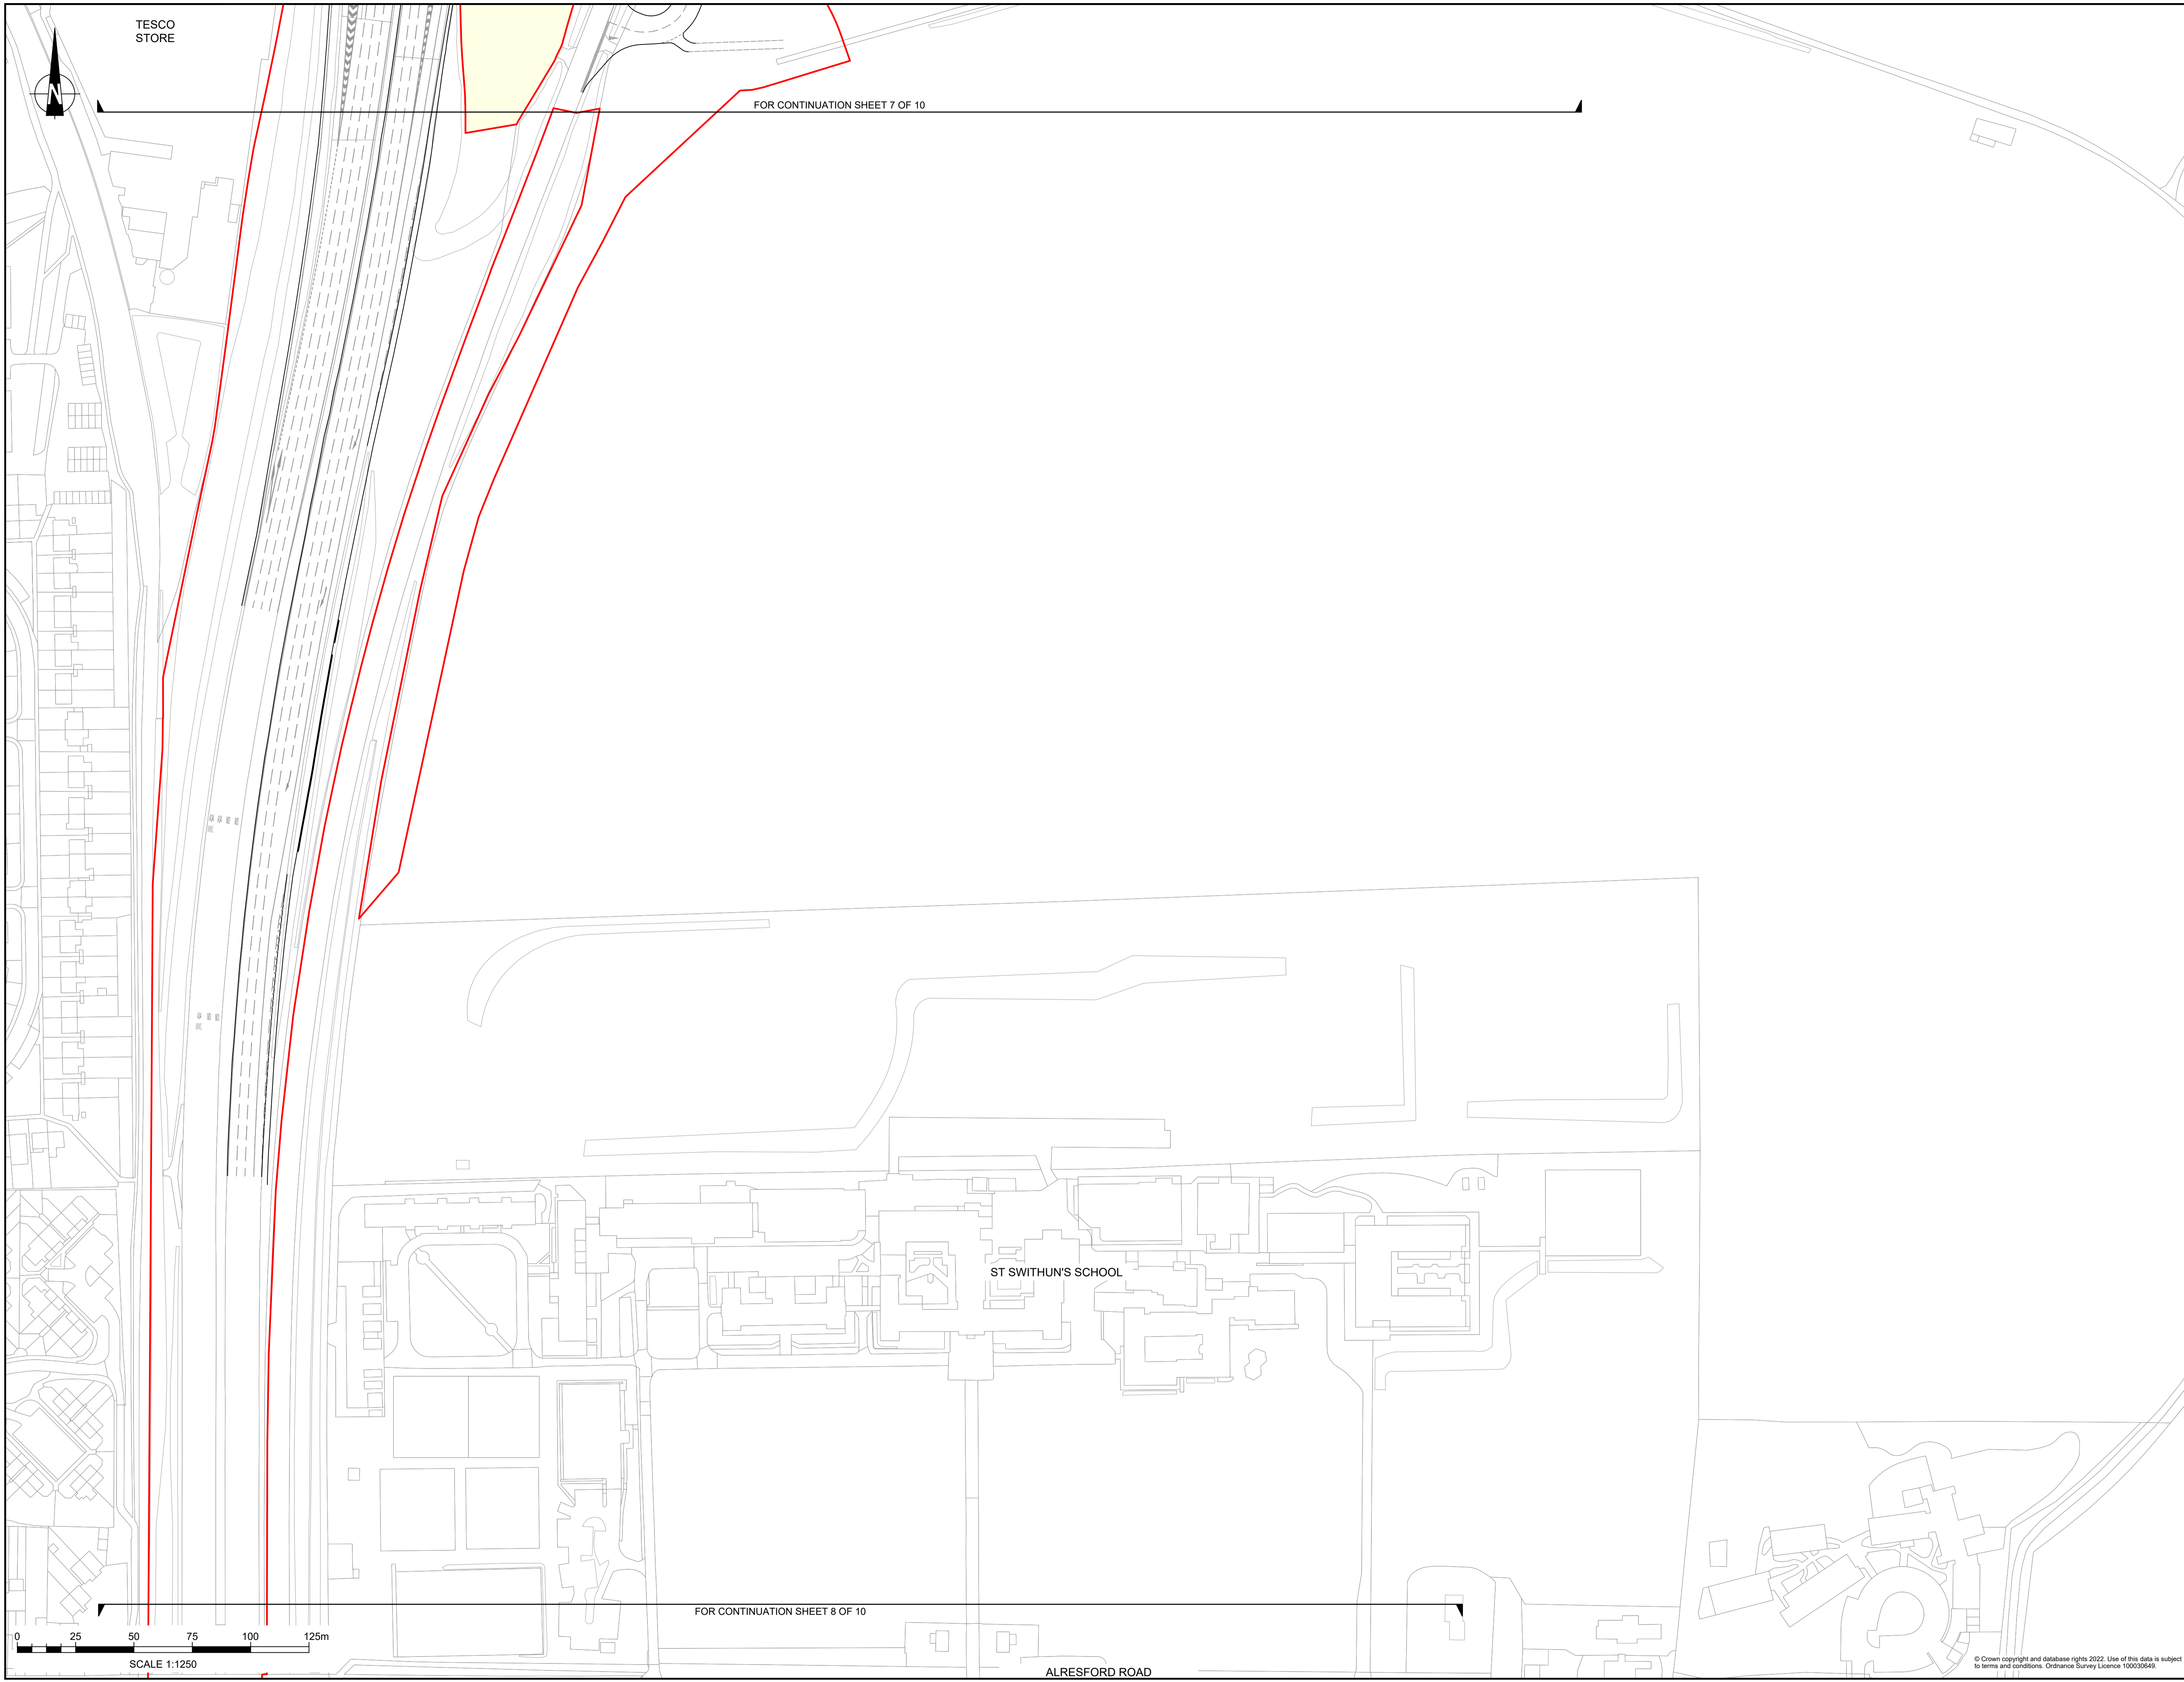 TESCO
STORE
N
FOR CONTINUATION SHEET 7 OF 10
ST SWITHUN'S SCHOOL
FOR CONTINUATION SHEET 8 OF 10
0 25 50 75 100 125m
SCALE 1:1250
ALRESFORD ROAD
© Crown copyright and database rights 2022. Use of this data is subject
to terms and conditions. Ordnance Survey Licence 100030649.